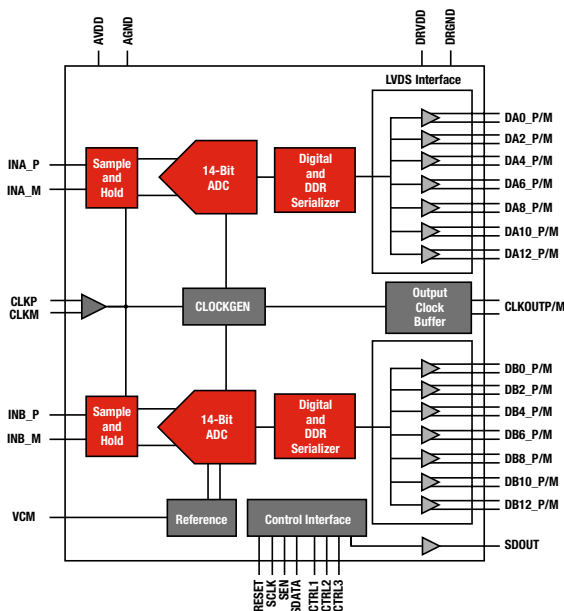 AVDD
AGND
DRVDD
DRGND
LVDS Interface
INA_P
INA_M
Sample
and
Hold
14-Bit
ADC
Digital
and
DDR
Serializer
DA0_P/M
DA2_P/M
DA4_P/M
DA6_P/M
DA8_P/M
DA10_P/M
DA12_P/M
CLKP
CLKM
CLOCKGEN
Output
Clock
Buffer
CLKOUTP/M
INB_P
INB_M
Sample
and
Hold
14-Bit
ADC
Digital
and
DDR
Serializer
DB0_P/M
DB2_P/M
DB4_P/M
DB6_P/M
DB8_P/M
DB10_P/M
DB12_P/M
VCM
Reference
Control Interface
SDOUT
RESET
SCLK
SEN
SDATA
CTRL1
CTRL2
CTRL3